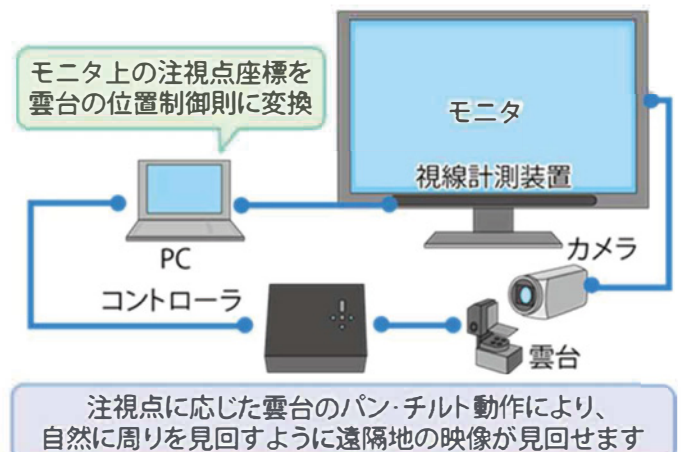 モニタ上の注視点座標を
雲台の位置制御則に変換
モニタ
視線計測装置
PC
カメラ
コントローラ
雲台
注視点に応じた雲台のパン・チルト動作により、
自然に周りを見回すように遠隔地の映像が見回せます